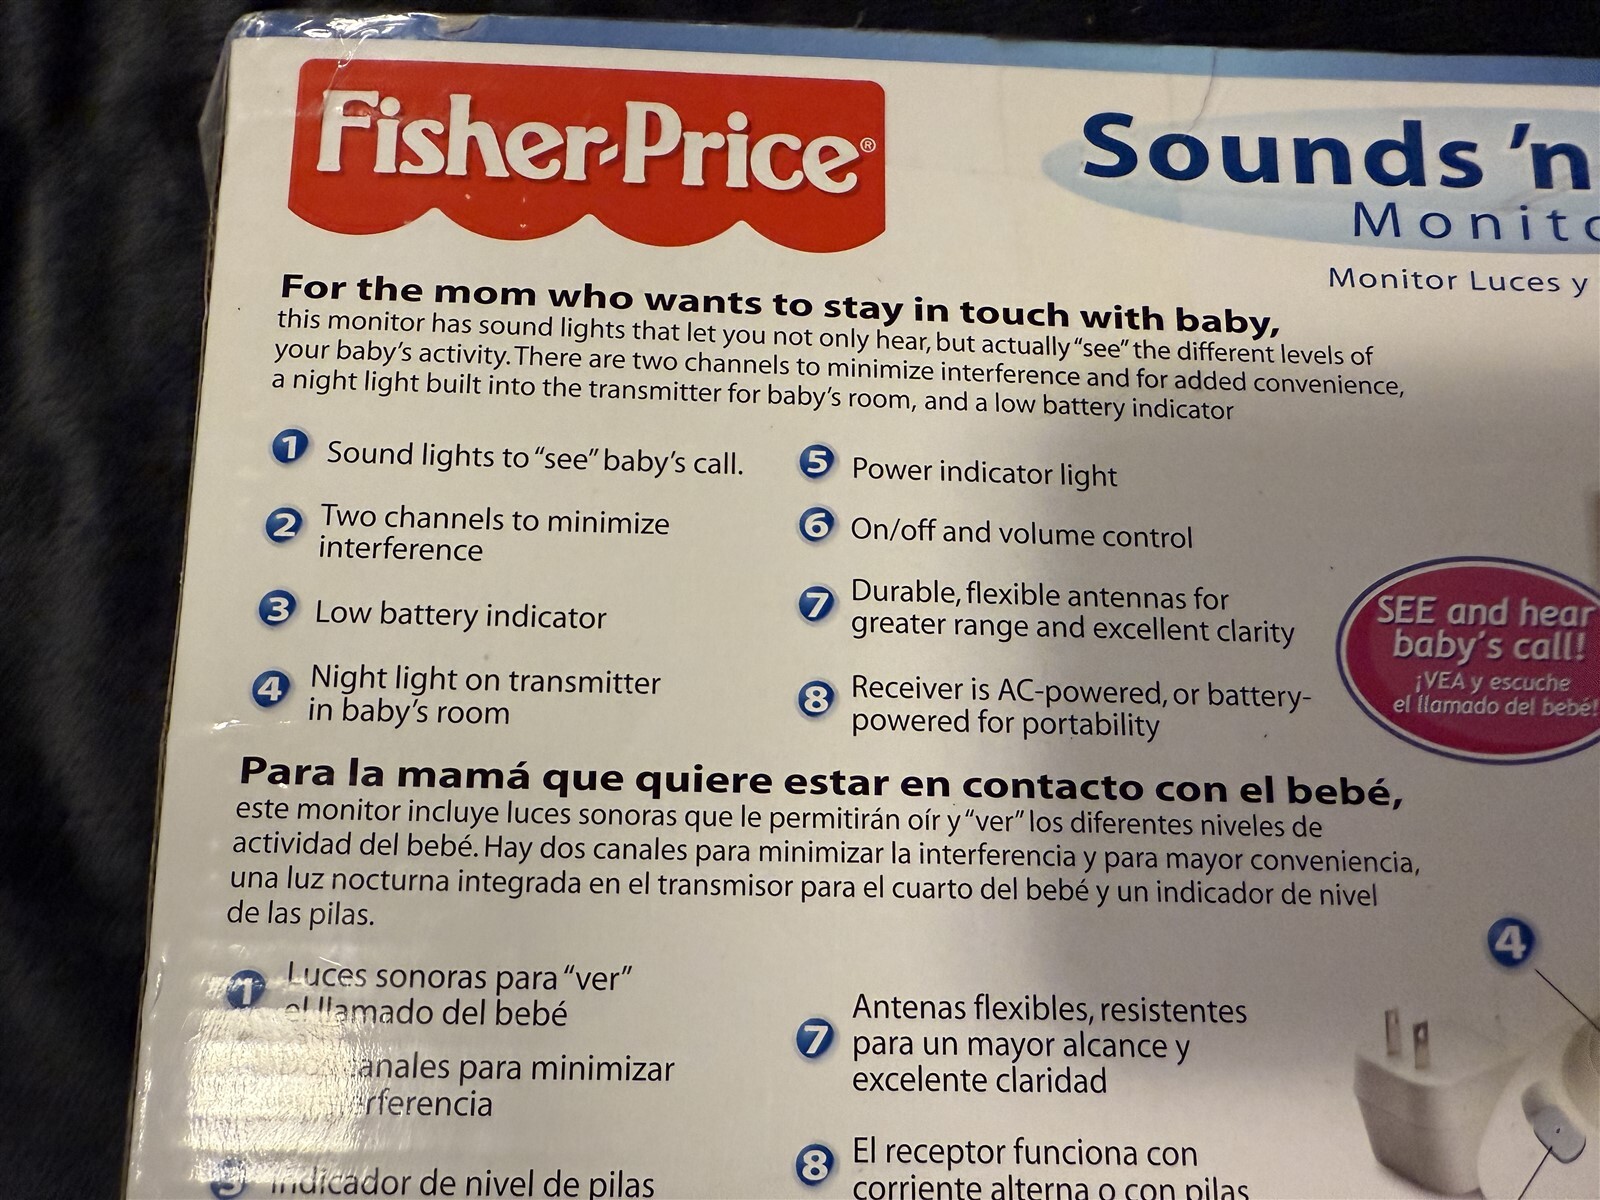 Fisher-Price®
Sounds 'n
Monito
Monitor Luces y
For the mom who wants to stay in touch with baby,
this monitor has sound lights that let you not only hear, but actually "see" the different levels of
your baby's activity. There are two channels to minimize interference and for added convenience,
a night light built into the transmitter for baby's room, and a low battery indicator
1 Sound lights to "see" baby's call.
2 Two channels to minimize
interference
3 Low battery indicator
4 Night light on transmitter
in baby's room
5 Power indicator light
6 On/off and volume control
7 Durable, flexible antennas for
greater range and excellent clarity
8 Receiver is AC-powered, or battery-
powered for portability
SEE and hear
baby's call!
¡VEA y escuche
el llamado del bebé!
Para la mamá que quiere estar en contacto con el bebé,
este monitor incluye luces sonoras que le permitirán oír y "ver" los diferentes niveles de
actividad del bebé. Hay dos canales para minimizar la interferencia y para mayor conveniencia,
una luz nocturna integrada en el transmisor para el cuarto del bebé y un indicador de nivel
de las pilas.
1 Luces sonoras para "ver"
el llamado del bebé
canales para minimizar
rferencia
3 Indicador de nivel de pilas
7 Antenas flexibles, resistentes
para un mayor alcance y
excelente claridad
8 El receptor funciona con
corriente alterna o con pilas
4